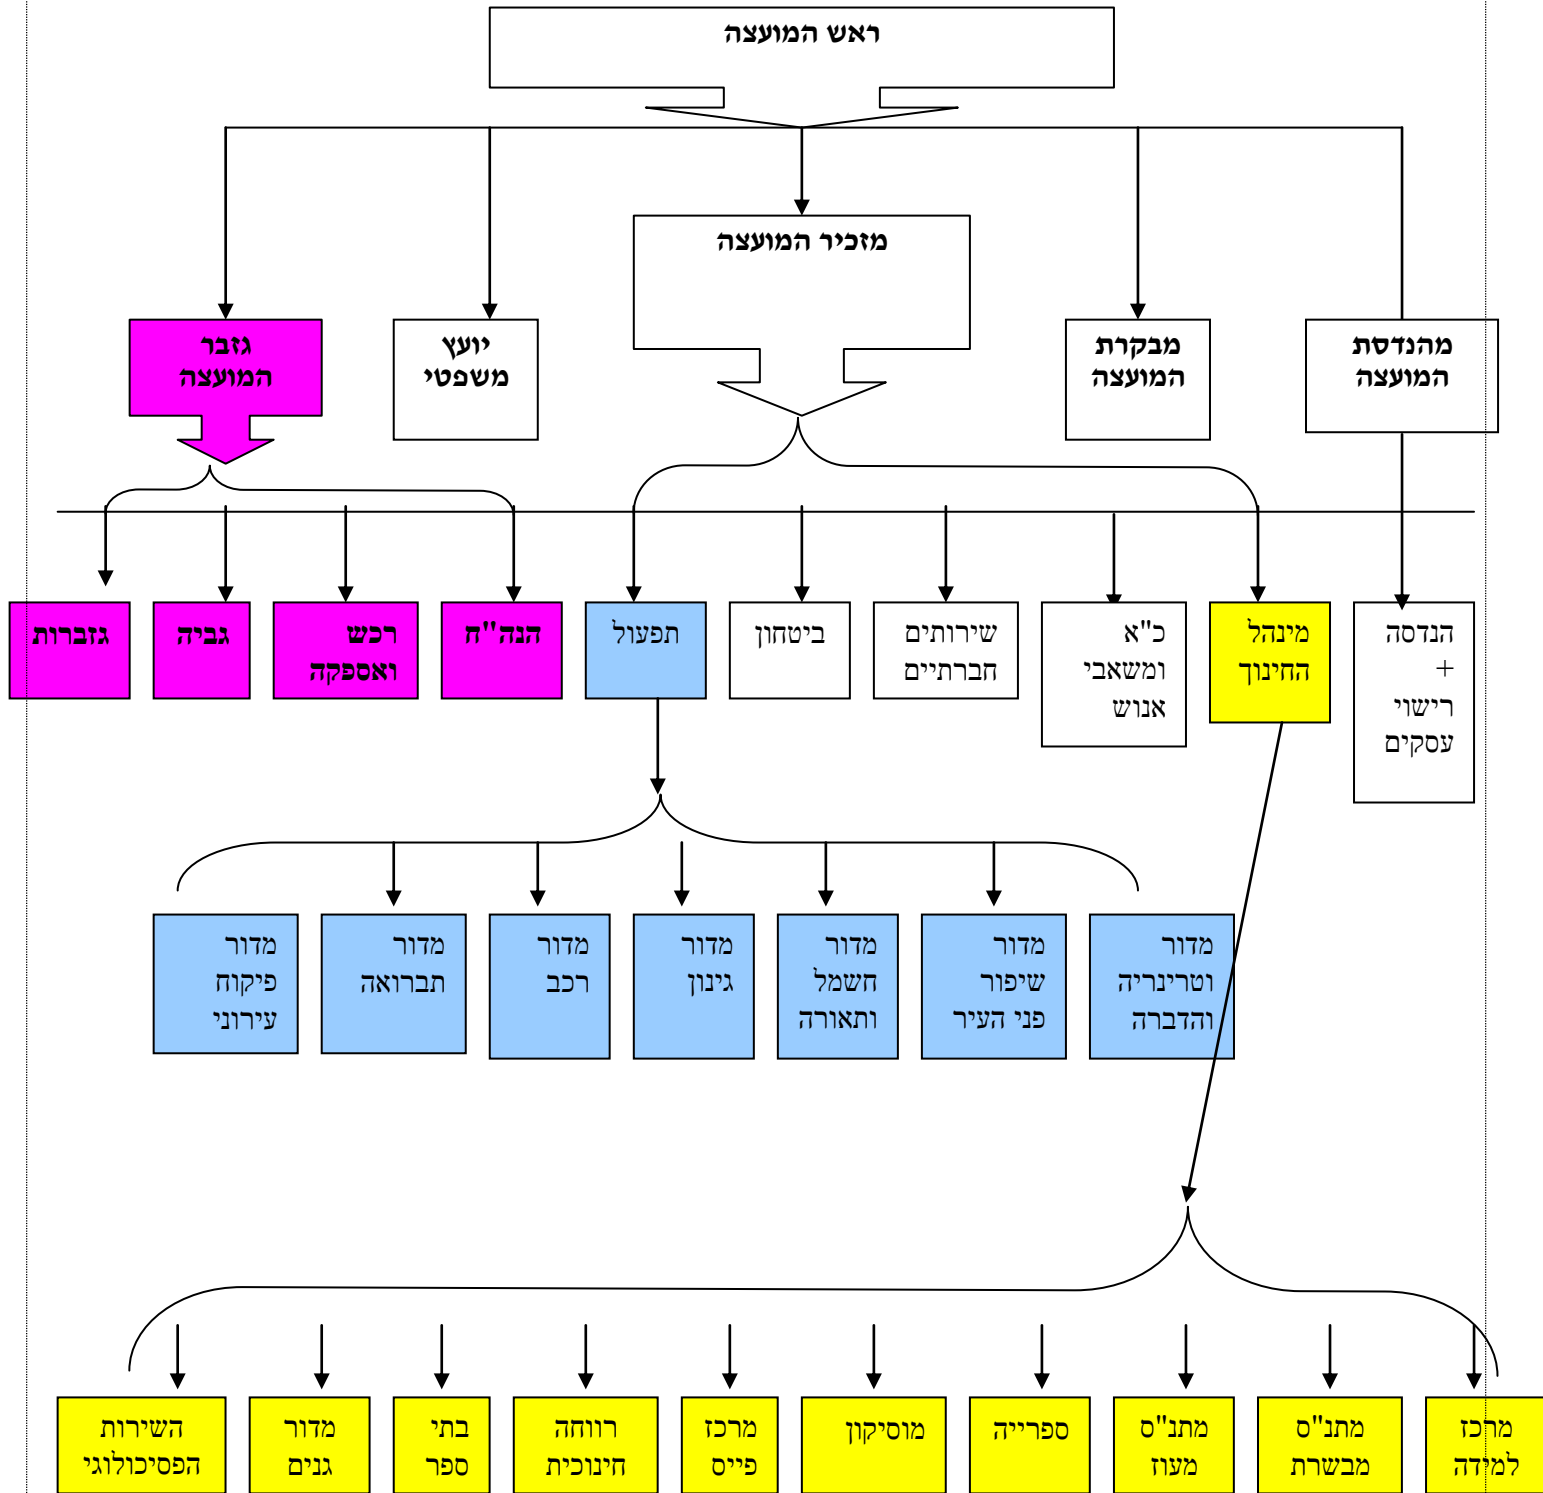 ראש המועצה
מזכיר המועצה
מהנדסת
המועצה
מבקרת
המועצה
יועץ
משפטי
גזבר
המועצה
הנדסה
+
רישוי
עסקים
מינהל
החינוך
כ"א
ומשאבי
אנוש
שירותים
חברתיים
ביטחון
תפעול
הנה"ח
רכש
ואספקה
גביה
גזברות
מדור
וטרינריה
והדברה
מדור
שיפור
פני העיר
מדור
חשמל
ותאורה
מדור
גינון
מדור
רכב
מדור
תברואה
מדור
פיקוח
עירוני
מרכז
למידה
מתנ"ס
מבשרת
מתנ"ס
מעוז
ספרייה
מוסיקון
מרכז
פייס
רווחה
חינוכית
בתי
ספר
מדור
גנים
השירות
הפסיכולוגי